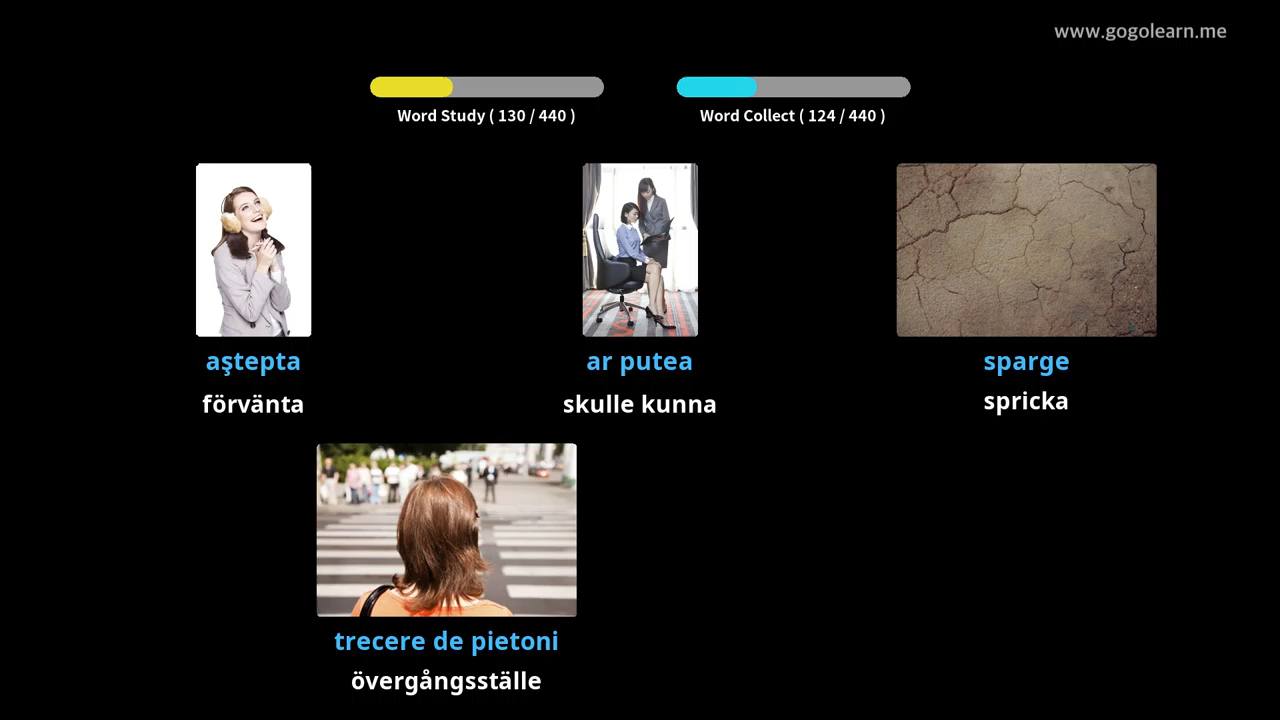 www.gogolearn.me
Word Study ( 130 / 440 )
Word Collect ( 124 / 440 )
aştepta
ar putea
sparge
förvänta
skulle kunna
spricka
trecere de pietoni
övergångsställe